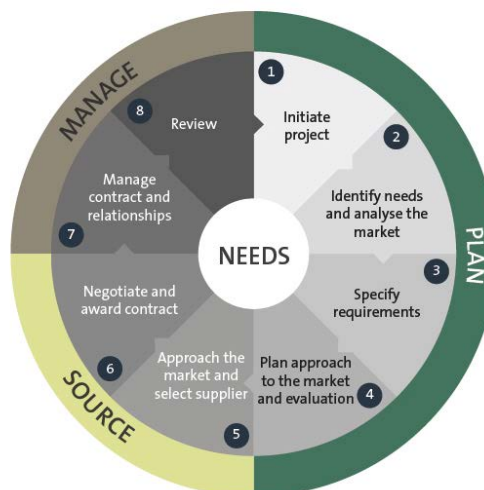 MANAGE
PLAN
SOURCE
NEEDS
1
Initiate
project
2
Identify needs
and analyse the
market
3
Specify
requirements
4
Plan approach
to the market
and evaluation
5
Approach the
market and
select supplier
6
Negotiate and
award contract
7
Manage
contract and
relationships
8
Review